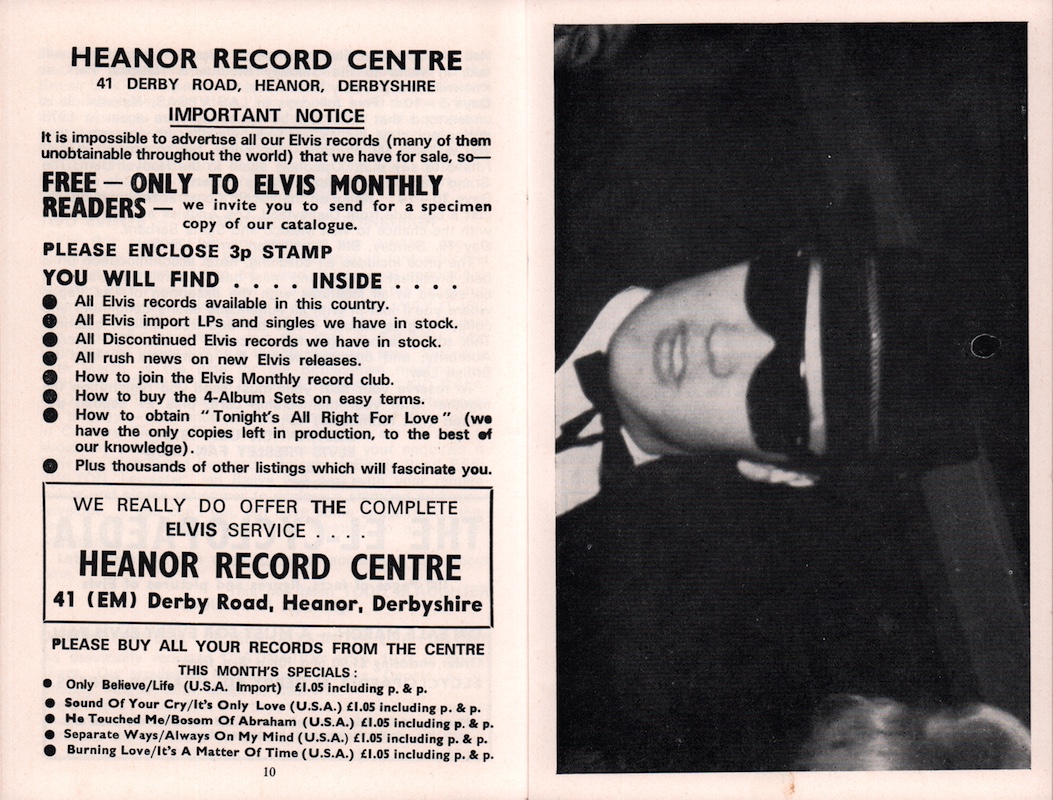 HEANOR RECORD CENTRE
41 DERBY ROAD, HEANOR, DERBYSHIRE
IMPORTANT NOTICE
It is impossible to advertise all our Elvis records (many of them
unobtainable throughout the world) that we have for sale, so—
FREE — ONLY TO ELVIS MONTHLY
READERS — we invite you to send for a specimen
copy of our catalogue.
PLEASE ENCLOSE 3p STAMP
YOU WILL FIND . . . . INSIDE . . . .
● All Elvis records available in this country.
● All Elvis import LPs and singles we have in stock.
● All Discontinued Elvis records we have in stock.
● All rush news on new Elvis releases.
● How to join the Elvis Monthly record club.
● How to buy the 4-Album Sets on easy terms.
● How to obtain "Tonight's All Right For Love" (we
have the only copies left in production, to the best of
our knowledge).
● Plus thousands of other listings which will fascinate you.
WE REALLY DO OFFER THE COMPLETE
ELVIS SERVICE . . . .
HEANOR RECORD CENTRE
41 (EM) Derby Road, Heanor, Derbyshire
PLEASE BUY ALL YOUR RECORDS FROM THE CENTRE
THIS MONTH'S SPECIALS:
● Only Believe/Life (U.S.A. Import) £1.05 including p. & p.
● Sound Of Your Cry/It's Only Love (U.S.A.) £1.05 including p. & p.
● He Touched Me/Bosom Of Abraham (U.S.A.) £1.05 including p. & p.
● Separate Ways/Always On My Mind (U.S.A.) £1.05 including p. & p.
● Burning Love/It's A Matter Of Time (U.S.A.) £1.05 including p. & p.
10